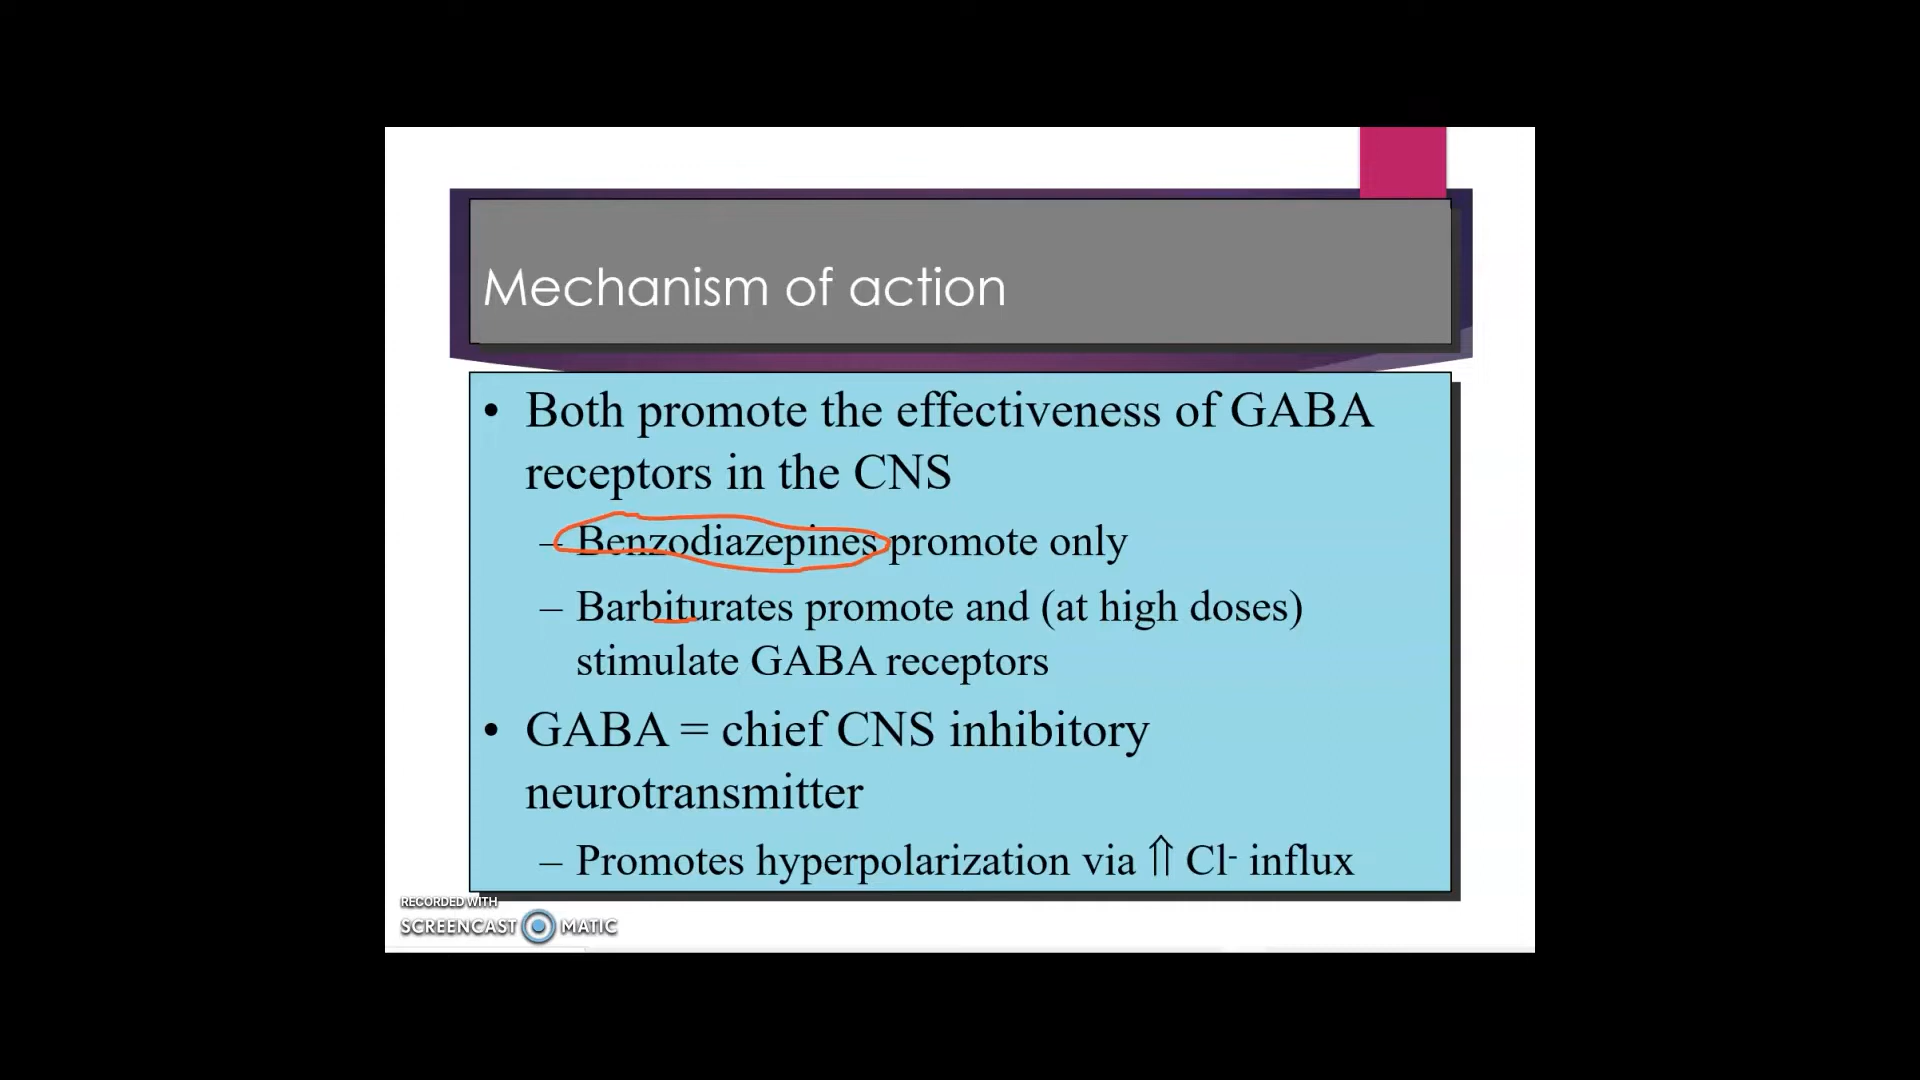 Mechanism of action
• Both promote the effectiveness of GABA
receptors in the CNS
– Benzodiazepines promote only
– Barbiturates promote and (at high doses)
stimulate GABA receptors
• GABA = chief CNS inhibitory
neurotransmitter
– Promotes hyperpolarization via ⇑ Cl⁻ influx
RECORDED WITH
SCREENCAST MATIC